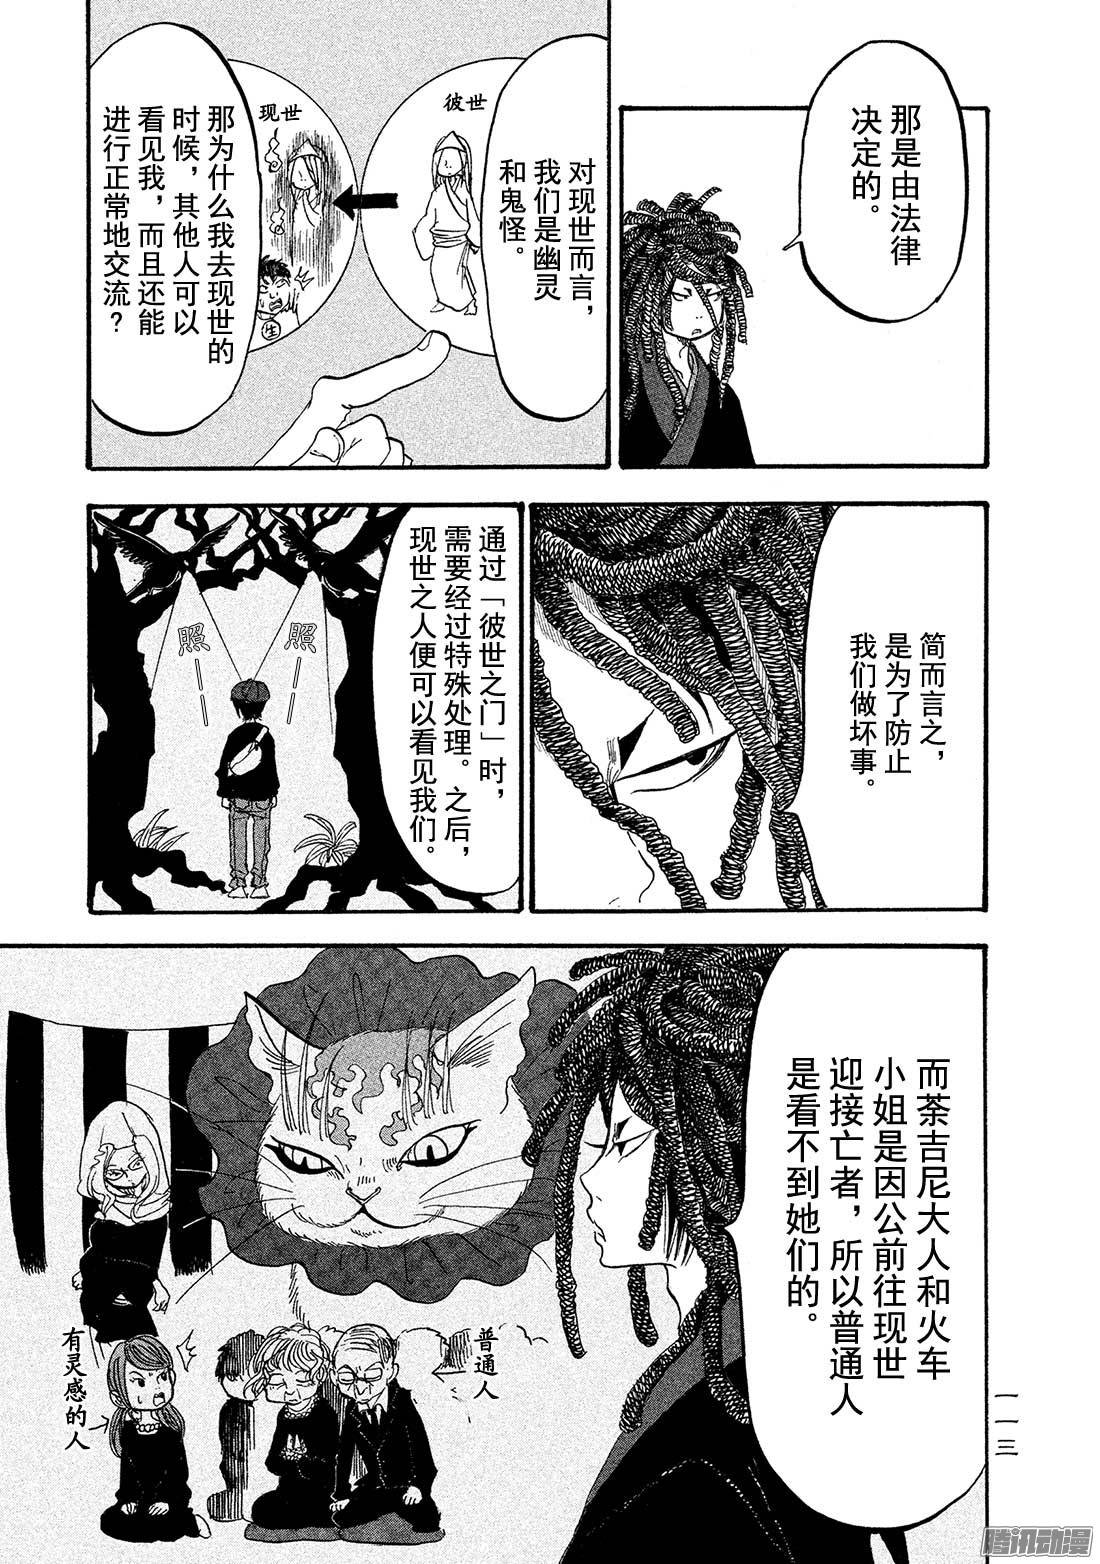 那是由法律
决定的。
对现世而言，
我们是幽灵
和鬼怪。
彼世
现世
生
那为什么我去现世的
时候，其他人可以
看见我，而且还能
进行正常地交流？
简而言之，
是为了防止
我们做坏事。
通过「彼世之门」时，
需要经过特殊处理。之后，
现世之人便可以看见我们。
照——
照——
而荼吉尼大人和火车
小姐是因公前往现世
迎接亡者，所以普通人
是看不到她们的。
普通人
有灵感的人
一一三
腾讯动漫